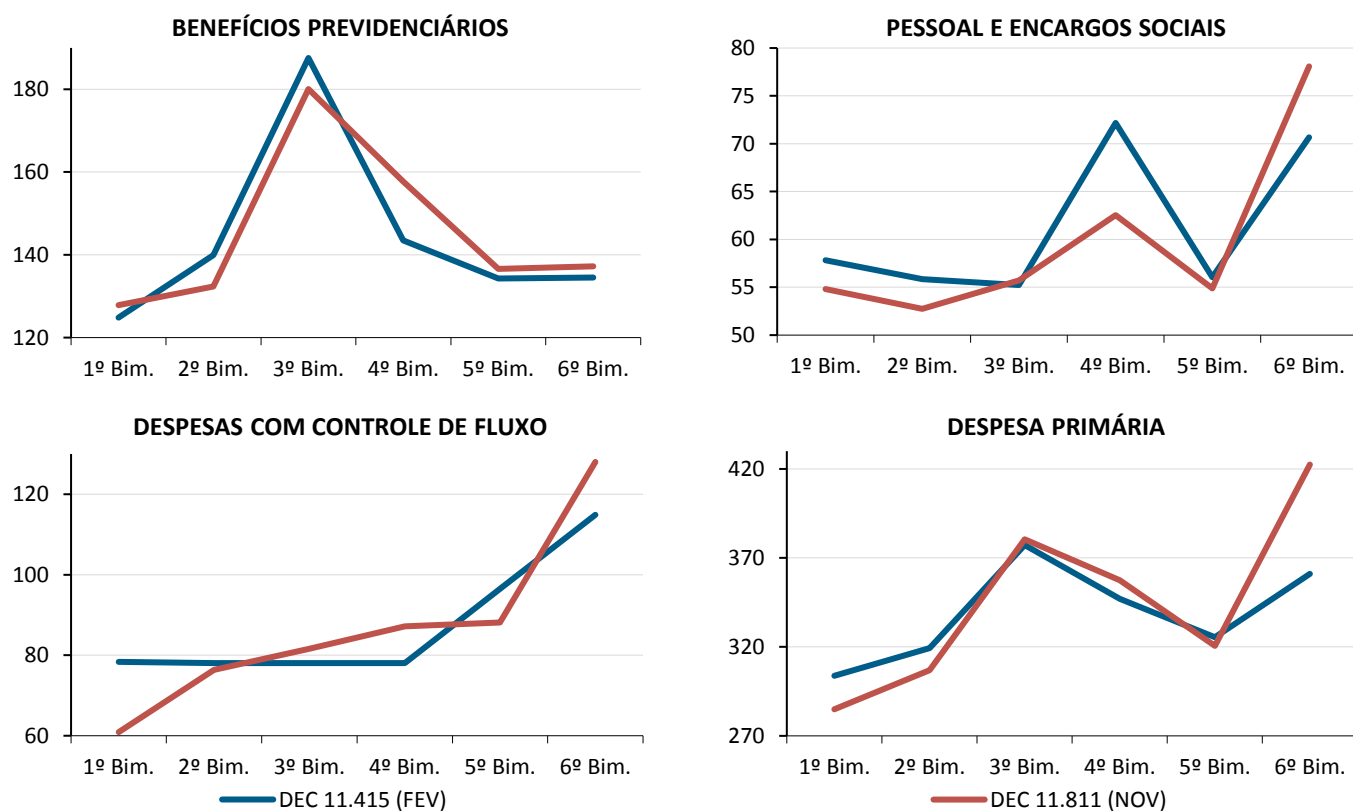 BENEFÍCIOS PREVIDENCIÁRIOS
180
160
140
120
1º Bim. 2º Bim. 3º Bim. 4º Bim. 5º Bim. 6º Bim.
PESSOAL E ENCARGOS SOCIAIS
80
75
70
65
60
55
50
1º Bim. 2º Bim. 3º Bim. 4º Bim. 5º Bim. 6º Bim.
DESPESAS COM CONTROLE DE FLUXO
120
100
80
60
1º Bim. 2º Bim. 3º Bim. 4º Bim. 5º Bim. 6º Bim.
DESPESA PRIMÁRIA
420
370
320
270
1º Bim. 2º Bim. 3º Bim. 4º Bim. 5º Bim. 6º Bim.
DEC 11.415 (FEV) DEC 11.811 (NOV)